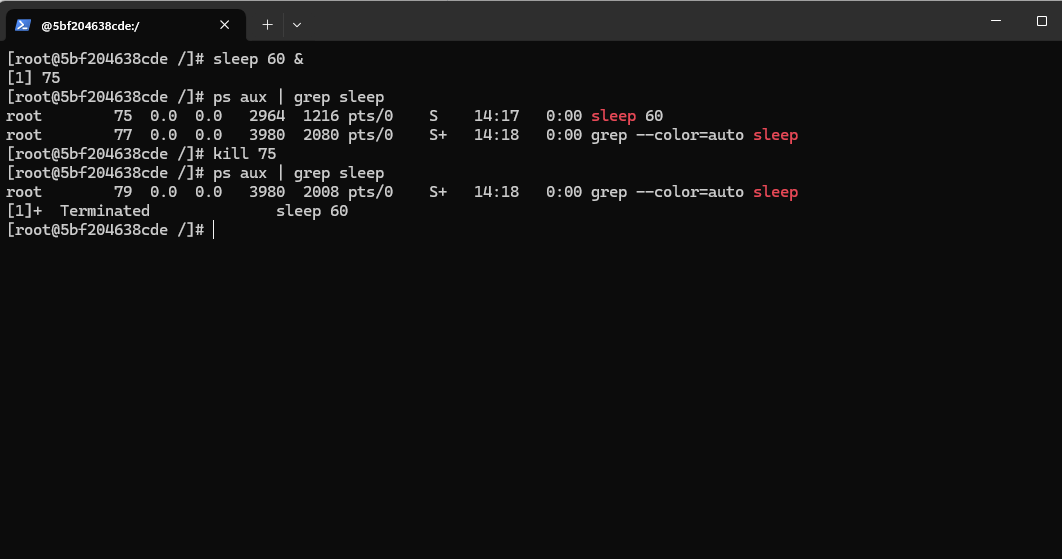 @5bf204638cde:/
[root@5bf204638cde /]# sleep 60 &
[1] 75
[root@5bf204638cde /]# ps aux | grep sleep
root        75  0.0  0.0   2964  1216 pts/0    S    14:17   0:00 sleep 60
root        77  0.0  0.0   3980  2080 pts/0    S+   14:18   0:00 grep --color=auto sleep
[root@5bf204638cde /]# kill 75
[root@5bf204638cde /]# ps aux | grep sleep
root        79  0.0  0.0   3980  2008 pts/0    S+   14:18   0:00 grep --color=auto sleep
[1]+  Terminated              sleep 60
[root@5bf204638cde /]#